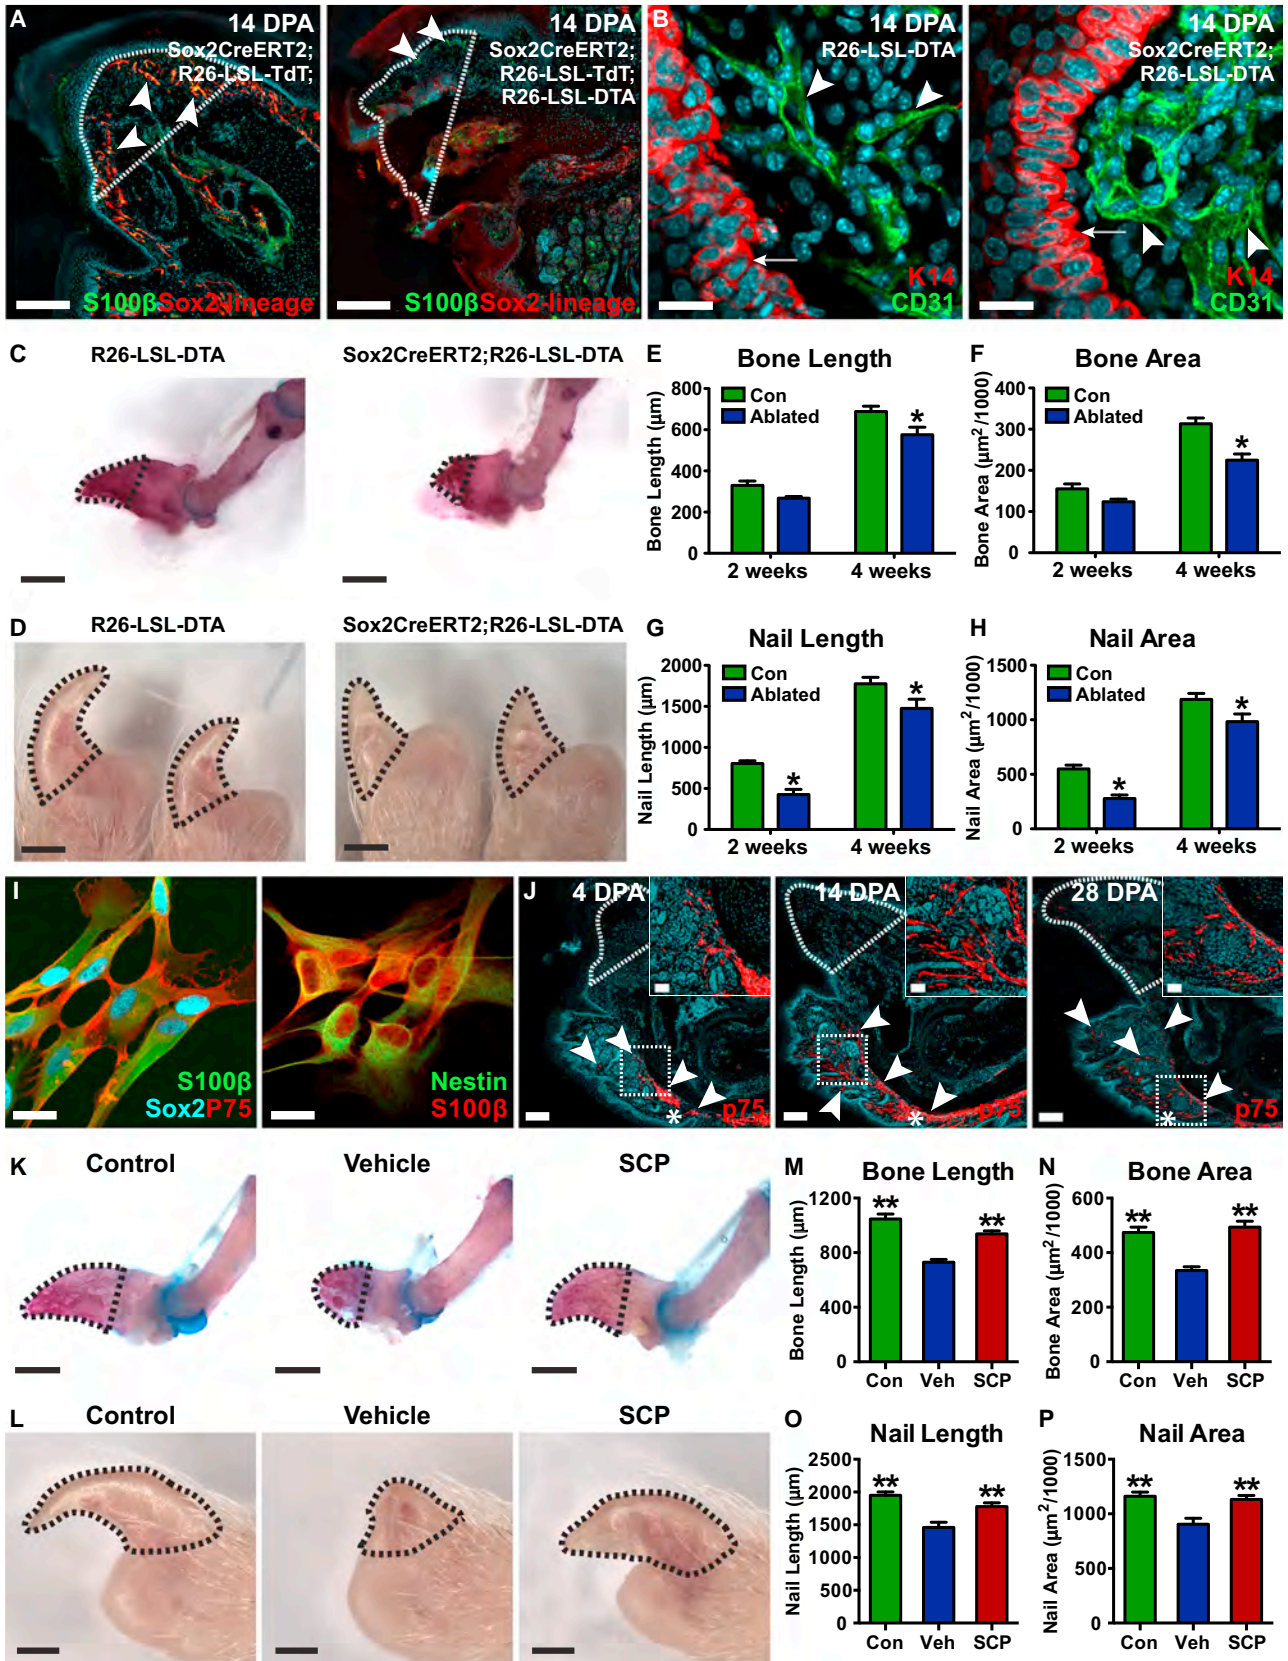 A
14 DPA
Sox2CreERT2;
R26-LSL-TdT;
S100βSox2-lineage
14 DPA
Sox2CreERT2;
R26-LSL-TdT;
R26-LSL-DTA
S100βSox2-lineage
B
14 DPA
R26-LSL-DTA
K14
CD31
14 DPA
Sox2CreERT2;
R26-LSL-DTA
K14
CD31
C
R26-LSL-DTA
Sox2CreERT2;R26-LSL-DTA
D
R26-LSL-DTA
Sox2CreERT2;R26-LSL-DTA
E
Bone Length
Bone Length (μm)
800
600
400
200
0
Con
Ablated
*
2 weeks
4 weeks
F
Bone Area
Bone Area (μm²/1000)
400
300
200
100
0
Con
Ablated
*
2 weeks
4 weeks
G
Nail Length
Nail Length (μm)
2000
1500
1000
500
0
Con
Ablated
*
*
2 weeks
4 weeks
H
Nail Area
Nail Area (μm²/1000)
1500
1000
500
0
Con
Ablated
*
*
2 weeks
4 weeks
I
S100β
Sox2P75
Nestin
S100β
J
4 DPA
*
p75
14 DPA
*
p75
28 DPA
*
p75
K
Control
Vehicle
SCP
L
Control
Vehicle
SCP
M
Bone Length
Bone Length (μm)
1200
800
400
0
**
**
Con
Veh
SCP
N
Bone Area
Bone Area (μm²/1000)
600
400
200
0
**
**
Con
Veh
SCP
O
Nail Length
Nail Length (μm)
2500
2000
1500
1000
500
0
**
**
Con
Veh
SCP
P
Nail Area
Nail Area (μm²/1000)
1500
1000
500
0
**
**
Con
Veh
SCP